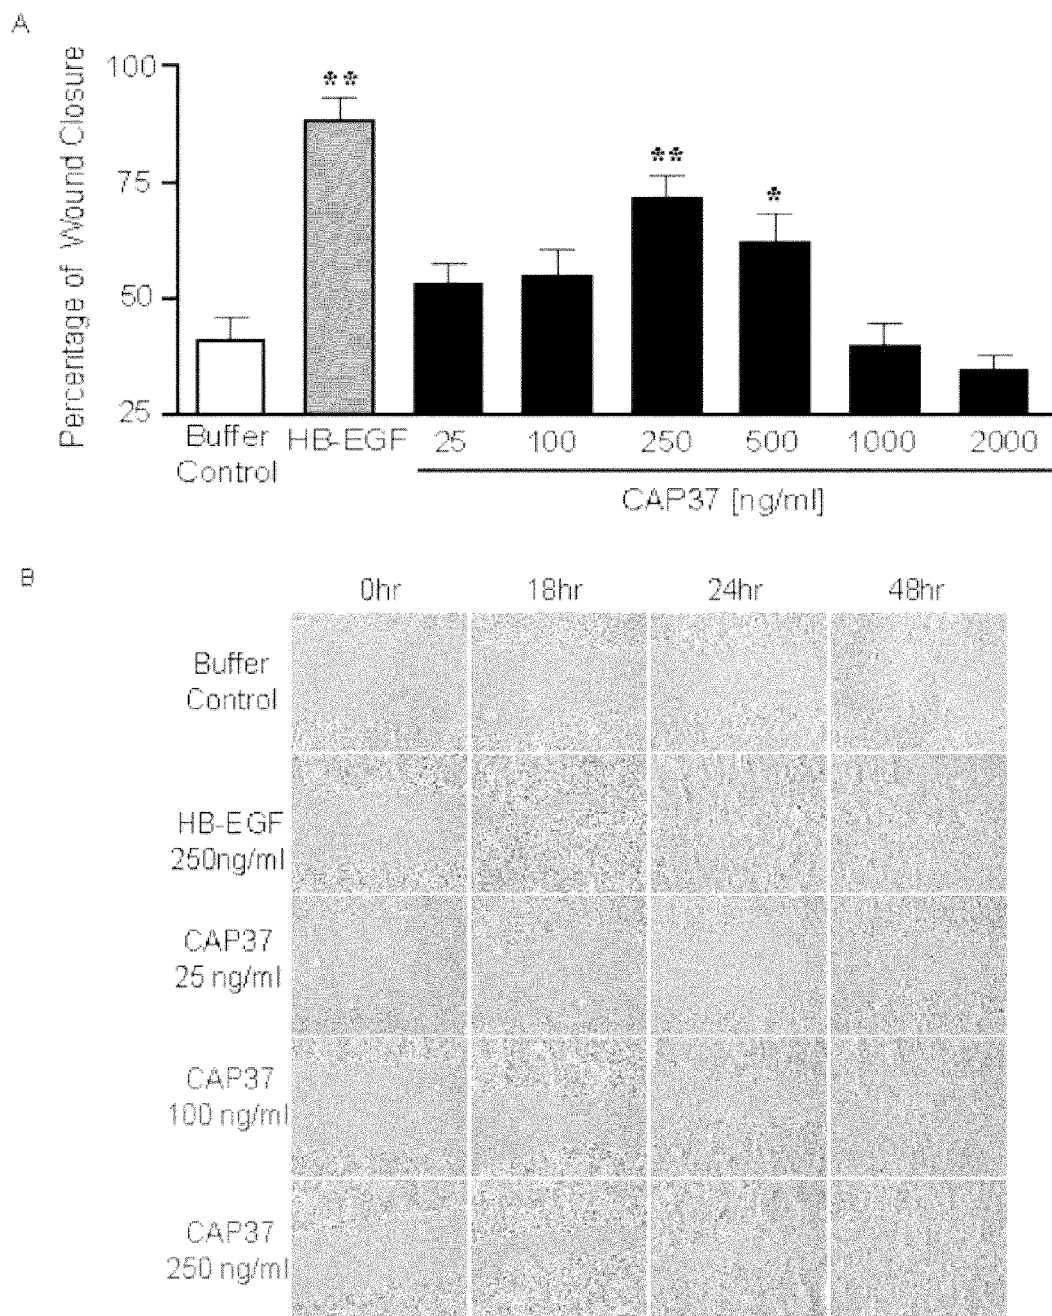 A
Percentage of Wound Closure
100
75
50
25
**
**
*
Buffer Control
HB-EGF
25 100 250 500 1000 2000
CAP37 [ng/ml]
B
0hr 18hr 24hr 48hr
Buffer
Control
HB-EGF
250ng/ml
CAP37
25 ng/ml
CAP37
100 ng/ml
CAP37
250 ng/ml